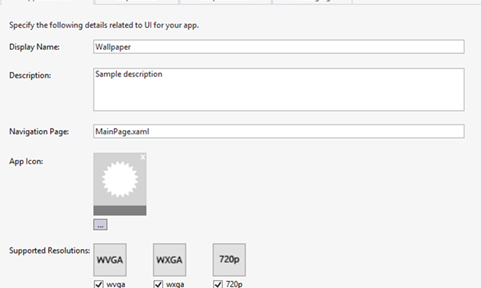 Specify the following details related to UI for your app.
Display Name: Wallpaper
Description: Sample description
Navigation Page: MainPage.xaml
App Icon:
x
...
Supported Resolutions: WVGA WXGA 720p
wvga wxga 720p